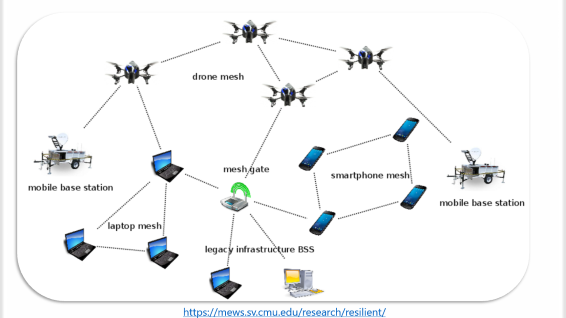 drone mesh
mesh gate
smartphone mesh
mobile base station
mobile base station
laptop mesh
legacy infrastructure BSS
https://mews.sv.cmu.edu/research/resilient/